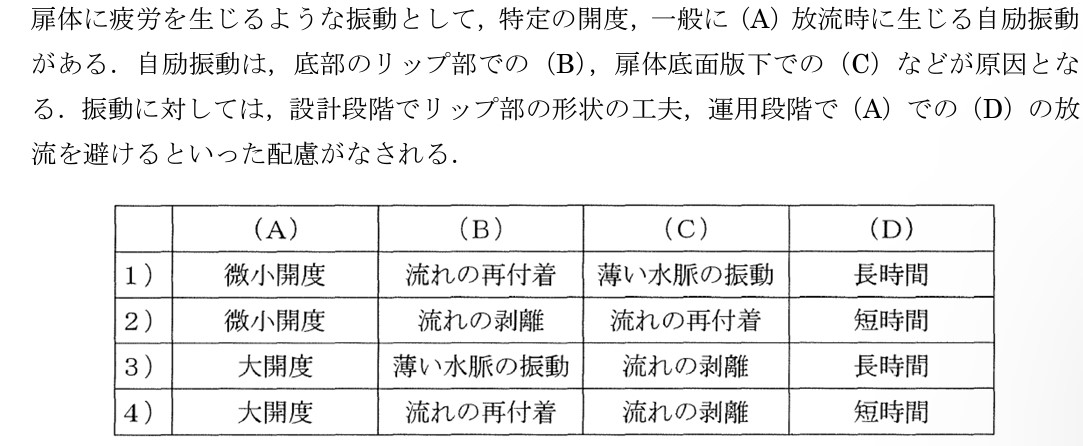 扉体に疲労を生じるような振動として，特定の開度，一般に（A）放流時に生じる自励振動
がある．自励振動は，底部のリップ部での（B），扉体底面版下での（C）などが原因とな
る．振動に対しては，設計段階でリップ部の形状の工夫，運用段階で（A）での（D）の放
流を避けるといった配慮がなされる．
（A） （B） （C） （D）
1） 微小開度 流れの再付着 薄い水脈の振動 長時間
2） 微小開度 流れの剥離 流れの再付着 短時間
3） 大開度 薄い水脈の振動 流れの剥離 長時間
4） 大開度 流れの再付着 流れの剥離 短時間